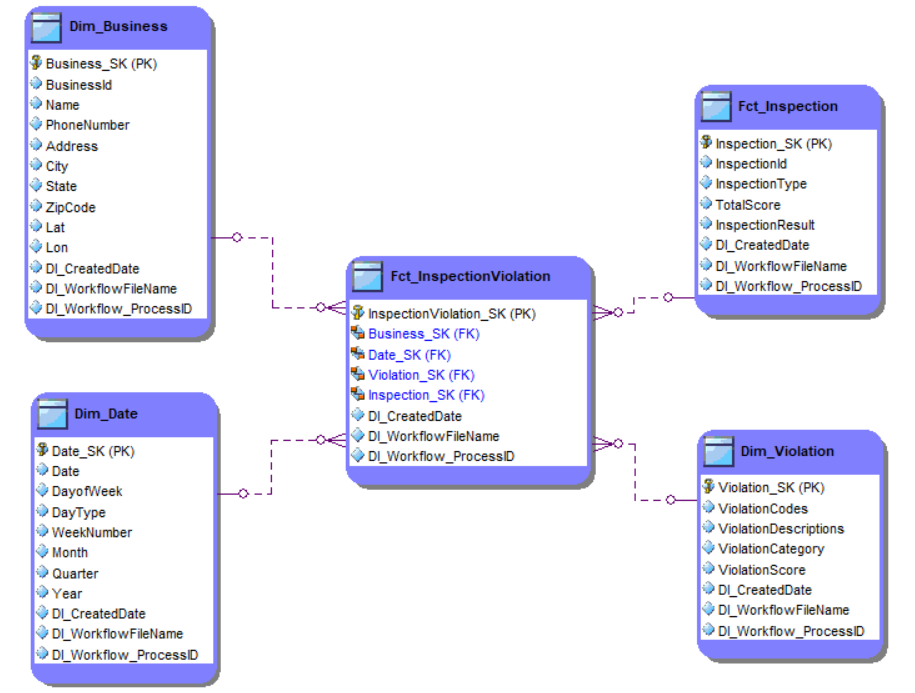 Dim_Business
Business_SK (PK)
BusinessId
Name
PhoneNumber
Address
City
State
ZipCode
Lat
Lon
DI_CreatedDate
DI_WorkflowFileName
DI_Workflow_ProcessID
Fct_Inspection
Inspection_SK (PK)
InspectionId
InspectionType
TotalScore
InspectionResult
DI_CreatedDate
DI_WorkflowFileName
DI_Workflow_ProcessID
Fct_InspectionViolation
InspectionViolation_SK (PK)
Business_SK (FK)
Date_SK (FK)
Violation_SK (FK)
Inspection_SK (FK)
DI_CreatedDate
DI_WorkflowFileName
DI_Workflow_ProcessID
Dim_Date
Date_SK (PK)
Date
DayofWeek
DayType
WeekNumber
Month
Quarter
Year
DI_CreatedDate
DI_WorkflowFileName
DI_Workflow_ProcessID
Dim_Violation
Violation_SK (PK)
ViolationCodes
ViolationDescriptions
ViolationCategory
ViolationScore
DI_CreatedDate
DI_WorkflowFileName
DI_Workflow_ProcessID